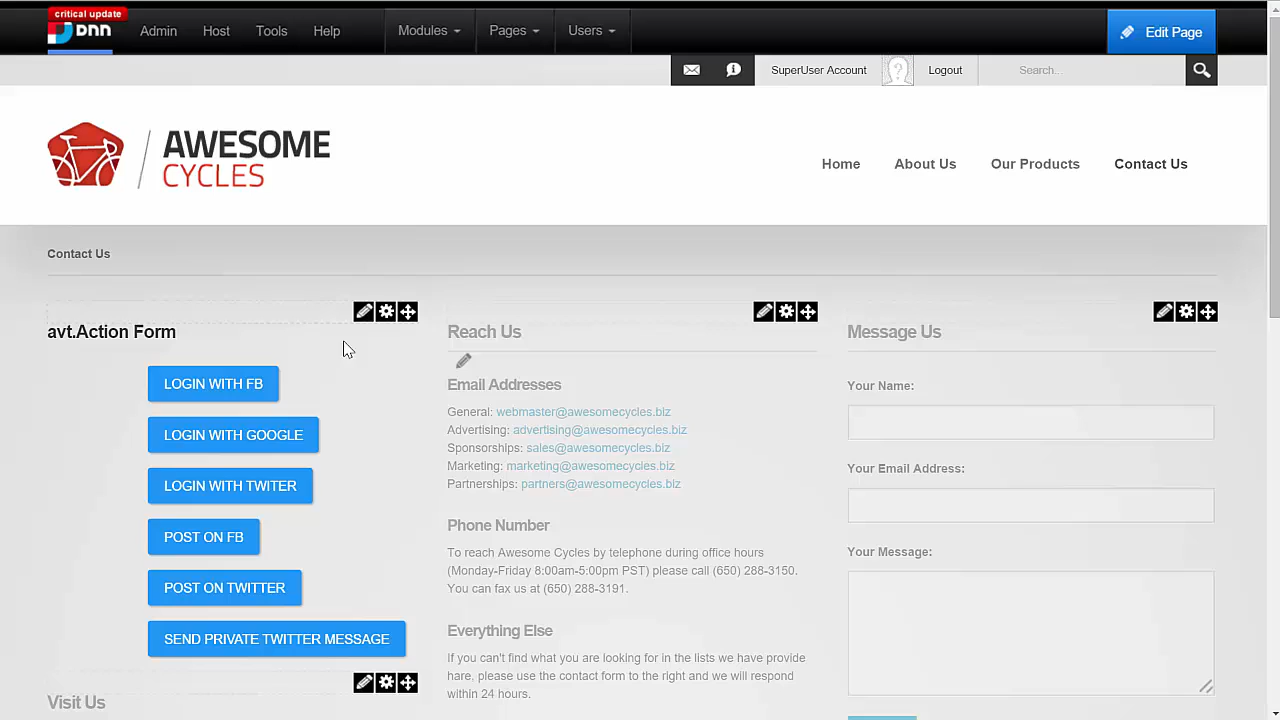 critical update
DNN
Admin
Host
Tools
Help
Modules
Pages
Users
Edit Page
SuperUser Account
Logout
Search...
AWESOME
CYCLES
Home
About Us
Our Products
Contact Us
Contact Us
avt.Action Form
LOGIN WITH FB
LOGIN WITH GOOGLE
LOGIN WITH TWITER
POST ON FB
POST ON TWITTER
SEND PRIVATE TWITTER MESSAGE
Visit Us
Reach Us
Email Addresses
General: webmaster@awesomecycles.biz
Advertising: advertising@awesomecycles.biz
Sponsorships: sales@awesomecycles.biz
Marketing: marketing@awesomecycles.biz
Partnerships: partners@awesomecycles.biz
Phone Number
To reach Awesome Cycles by telephone during office hours
(Monday-Friday 8:00am-5:00pm PST) please call (650) 288-3150.
You can fax us at (650) 288-3191.
Everything Else
If you can't find what you are looking for in the lists we have provide
hare, please use the contact form to the right and we will respond
within 24 hours.
Message Us
Your Name:
Your Email Address:
Your Message: